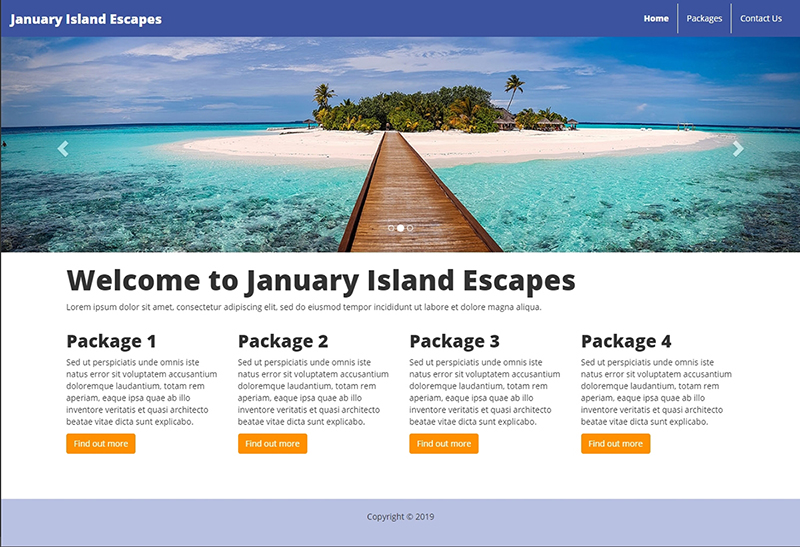 January Island Escapes
Home Packages Contact Us
Welcome to January Island Escapes
Lorem ipsum dolor sit amet, consectetur adipiscing elit, sed do eiusmod tempor incididunt ut labore et dolore magna aliqua.
Package 1
Sed ut perspiciatis unde omnis iste
natus error sit voluptatem accusantium
doloremque laudantium, totam rem
aperiam, eaque ipsa quae ab illo
inventore veritatis et quasi architecto
beatae vitae dicta sunt explicabo.
Find out more
Package 2
Sed ut perspiciatis unde omnis iste
natus error sit voluptatem accusantium
doloremque laudantium, totam rem
aperiam, eaque ipsa quae ab illo
inventore veritatis et quasi architecto
beatae vitae dicta sunt explicabo.
Find out more
Package 3
Sed ut perspiciatis unde omnis iste
natus error sit voluptatem accusantium
doloremque laudantium, totam rem
aperiam, eaque ipsa quae ab illo
inventore veritatis et quasi architecto
beatae vitae dicta sunt explicabo.
Find out more
Package 4
Sed ut perspiciatis unde omnis iste
natus error sit voluptatem accusantium
doloremque laudantium, totam rem
aperiam, eaque ipsa quae ab illo
inventore veritatis et quasi architecto
beatae vitae dicta sunt explicabo.
Find out more
Copyright © 2019